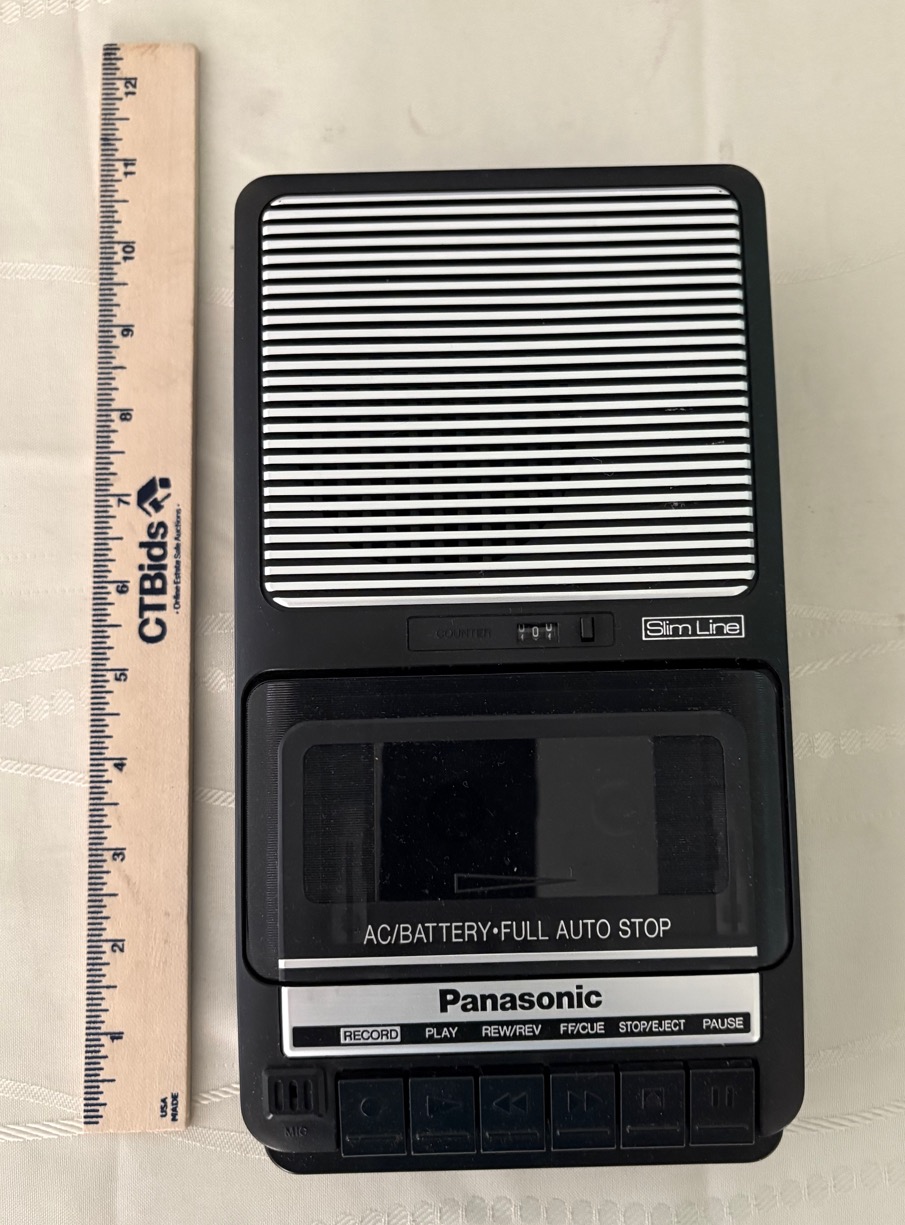 12
11
10
9
8
7
6
5
4
3
2
1
CTBids
· Online Estate Sale Auctions ·
USA
MADE
COUNTER
0
Slim Line
AC/BATTERY•FULL AUTO STOP
Panasonic
RECORD PLAY REW/REV FF/CUE STOP/EJECT PAUSE
MIC